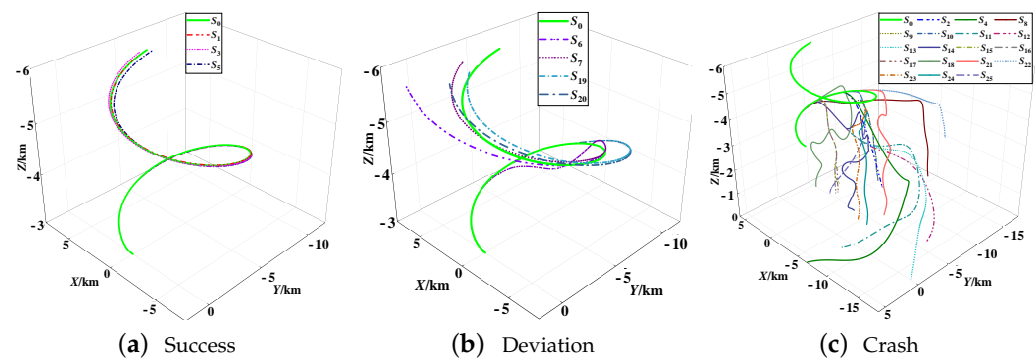 S0
S1
S3
S5
-6
-5
-4
-3
Z/km
5
0
-5
X/km
-10
-5
0
Y/km
(a) Success
S0
S6
S7
S19
S20
-6
-5
-4
-3
Z/km
5
0
-5
X/km
-10
-5
0
Y/km
(b) Deviation
S0 S2 S4 S8
S9 S10 S11 S12
S13 S14 S15 S16
S17 S18 S21 S22
S23 S24 S25
-6
-5
-4
-3
-2
-1
0
Z/km
5
0
-5
-10
-15
X/km
-15
-10
-5
0
5
Y/km
(c) Crash